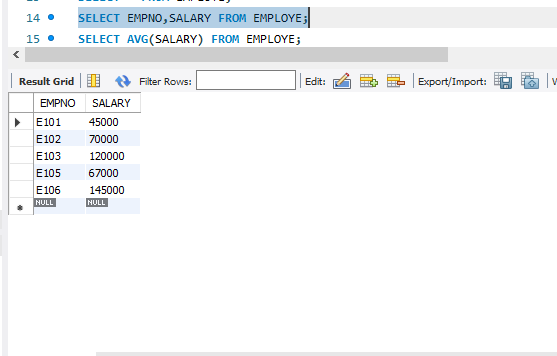 14 SELECT EMPNO,SALARY FROM EMPLOYE;
15 SELECT AVG(SALARY) FROM EMPLOYE;
Result Grid Filter Rows: Edit: Export/Import:
EMPNO SALARY
E101 45000
E102 70000
E103 120000
E105 67000
E106 145000
NULL NULL